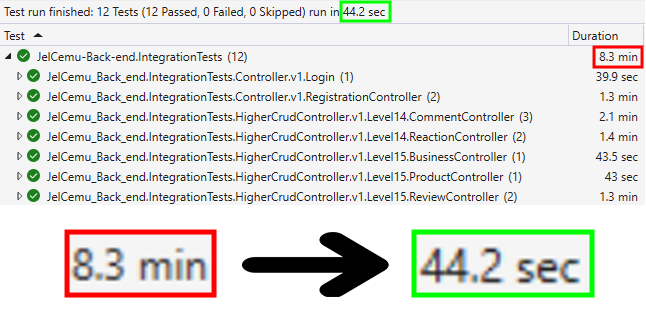 Test run finished: 12 Tests (12 Passed, 0 Failed, 0 Skipped) run in 44.2 sec
Test Duration
JelCemu-Back-end.IntegrationTests (12) 8.3 min
JelCemu_Back_end.IntegrationTests.Controller.v1.Login (1) 39.9 sec
JelCemu_Back_end.IntegrationTests.Controller.v1.RegistrationController (2) 1.3 min
JelCemu_Back_end.IntegrationTests.HigherCrudController.v1.Level14.CommentController (3) 2.1 min
JelCemu_Back_end.IntegrationTests.HigherCrudController.v1.Level14.ReactionController (2) 1.4 min
JelCemu_Back_end.IntegrationTests.HigherCrudController.v1.Level15.BusinessController (1) 43.5 sec
JelCemu_Back_end.IntegrationTests.HigherCrudController.v1.Level15.ProductController (1) 43 sec
JelCemu_Back_end.IntegrationTests.HigherCrudController.v1.Level15.ReviewController (2) 1.3 min
8.3 min 44.2 sec